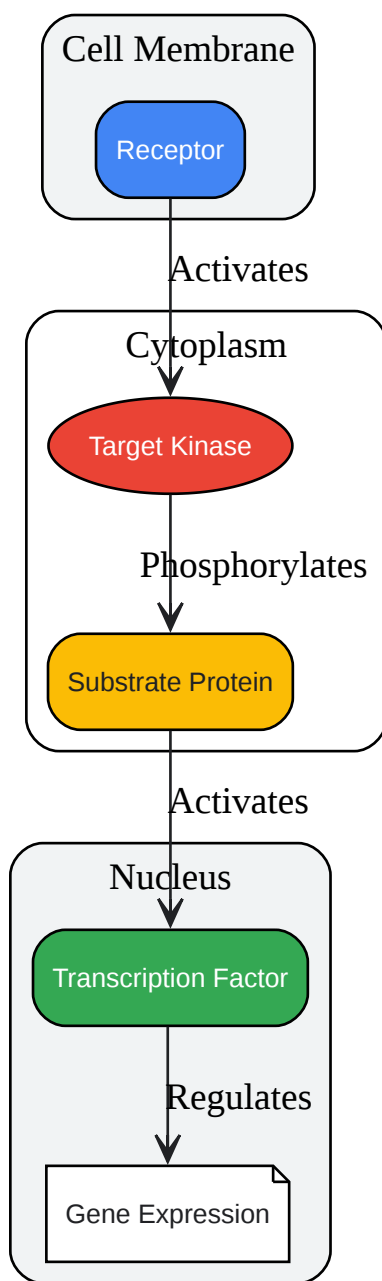 Cell Membrane
Receptor
Activates
Cytoplasm
Target Kinase
Phosphorylates
Substrate Protein
Activates
Nucleus
Transcription Factor
Regulates
Gene Expression